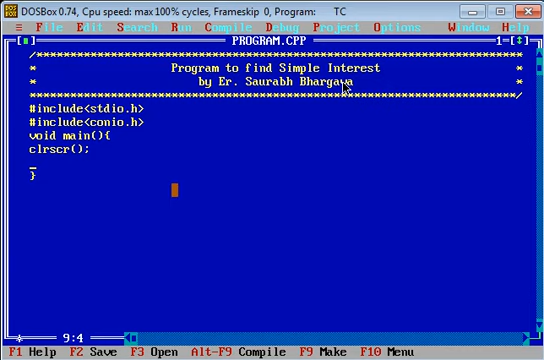 DOSBox 0.74, Cpu speed: max 100% cycles, Frameskip 0, Program: TC
≡ File Edit Search Run Compile Debug Project Options Window Help
[■] PROGRAM.CPP 1=[↕]
/**********************************************************************
* Program to find Simple Interest *
* by Er. Saurabh Bhargava *
**********************************************************************/
#include<stdio.h>
#include<conio.h>
void main(){
clrscr();
_
}
* 9:4
F1 Help F2 Save F3 Open Alt-F9 Compile F9 Make F10 Menu